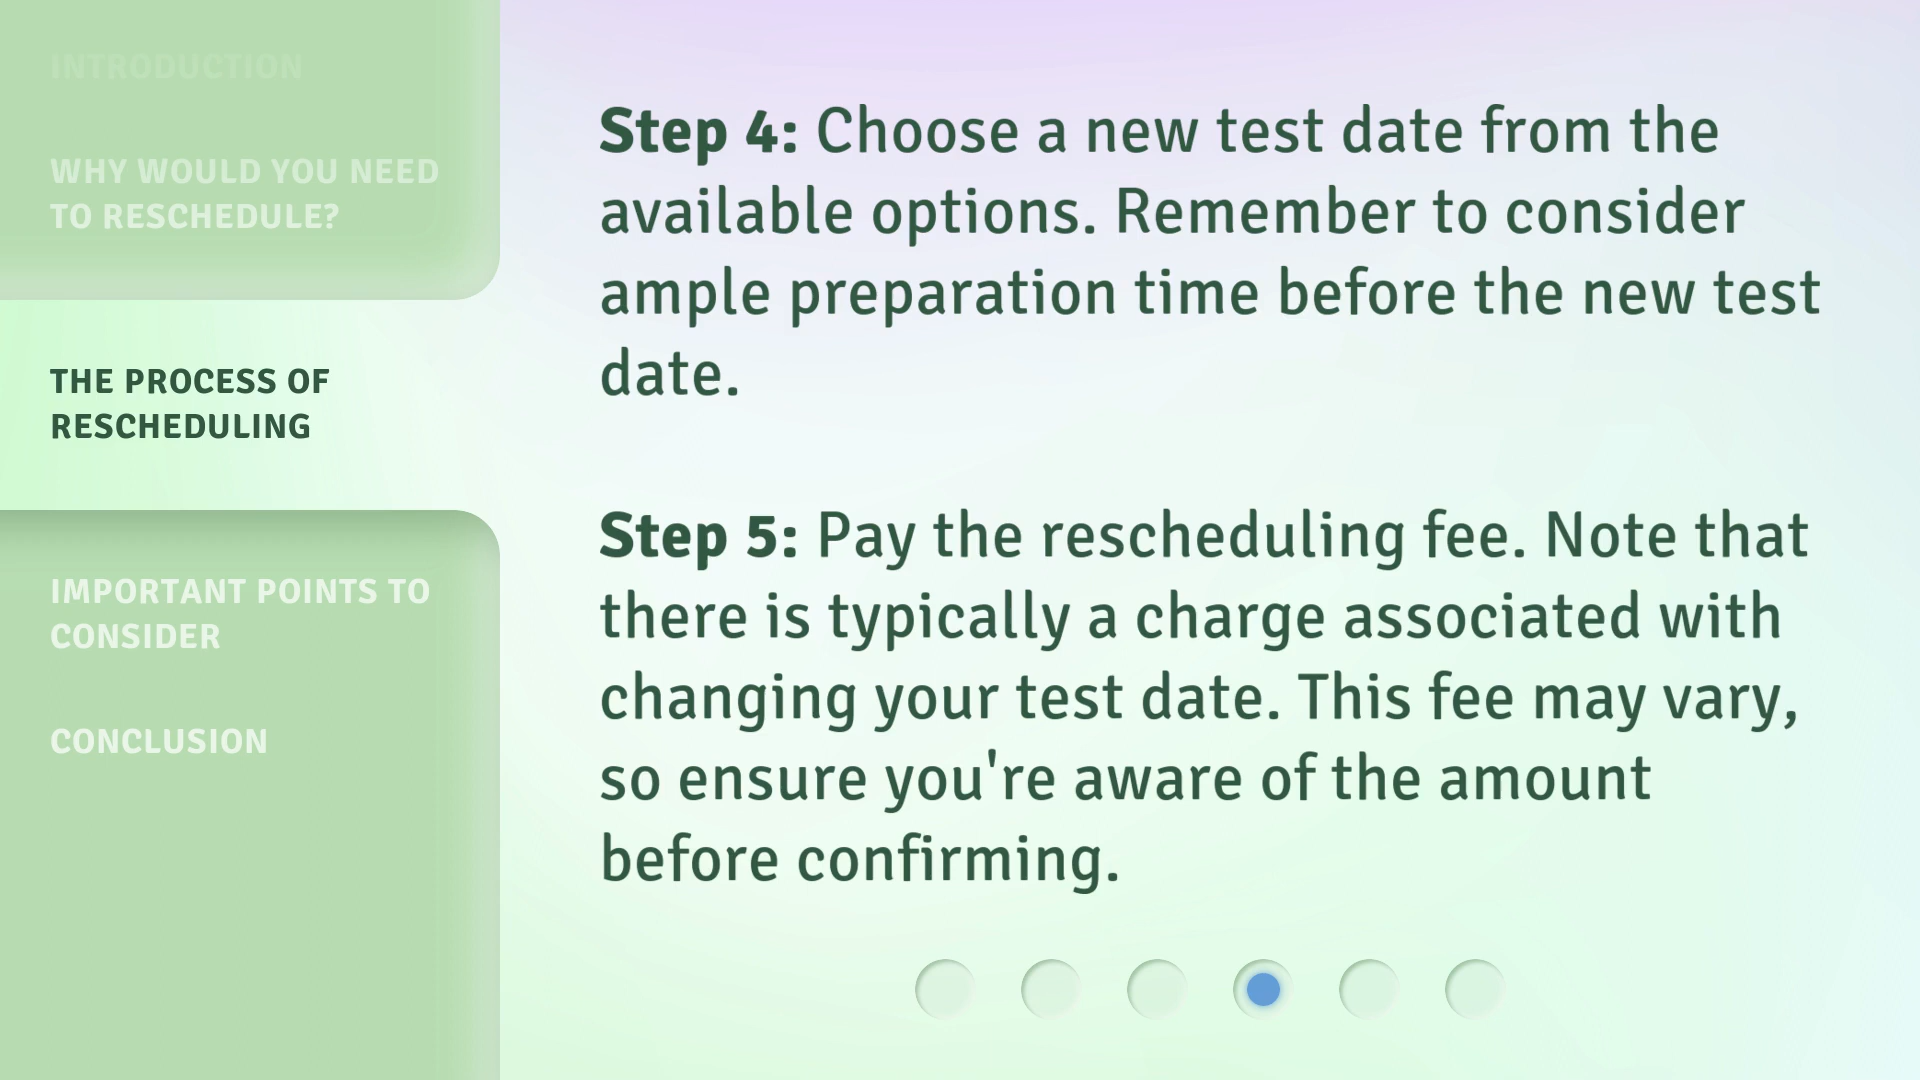 INTRODUCTION
WHY WOULD YOU NEED
TO RESCHEDULE?
THE PROCESS OF
RESCHEDULING
IMPORTANT POINTS TO
CONSIDER
CONCLUSION
Step 4: Choose a new test date from the
available options. Remember to consider
ample preparation time before the new test
date.
Step 5: Pay the rescheduling fee. Note that
there is typically a charge associated with
changing your test date. This fee may vary,
so ensure you're aware of the amount
before confirming.